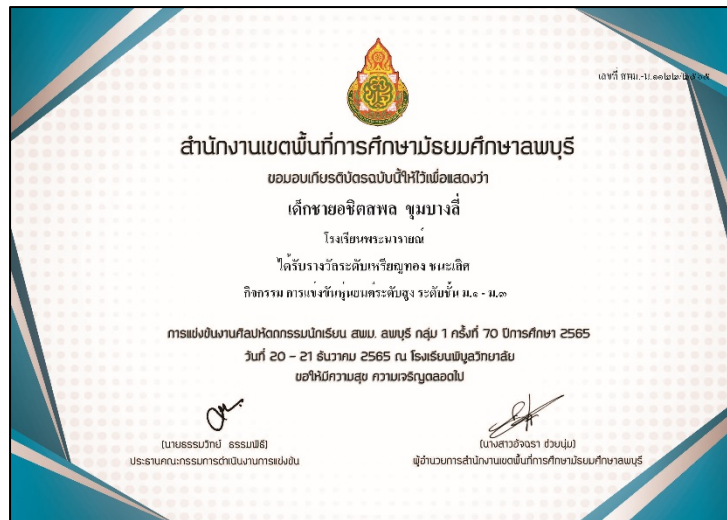 เลขที่ สพม.-ป.๑๑๒๒/๒๕๖๕
สำนักงานเขตพื้นที่การศึกษามัธยมศึกษาลพบุรี
ขอมอบเกียรติบัตรฉบับนี้ให้ไว้เพื่อแสดงว่า
เด็กชายอชิตสพล ขุมบางลี่
โรงเรียนพระนารายณ์
ได้รับรางวัลระดับเหรียญทอง ชนะเลิศ
กิจกรรม การแข่งขันหุ่นยนต์ระดับสูง ระดับชั้น ม.๑ - ม.๓
การแข่งขันงานศิลปหัตถกรรมนักเรียน สพม. ลพบุรี กลุ่ม 1 ครั้งที่ 70 ปีการศึกษา 2565
วันที่ 20 – 21 ธันวาคม 2565 ณ โรงเรียนพิบูลวิทยาลัย
ขอให้มีความสุข ความเจริญตลอดไป
(นายธรรมวิทย์ ธรรมพิธี)
ประธานคณะกรรมการดำเนินงานการแข่งขัน
(นางสาวอัจฉรา ช่วยนุ่ม)
ผู้อำนวยการสำนักงานเขตพื้นที่การศึกษามัธยมศึกษาลพบุรี